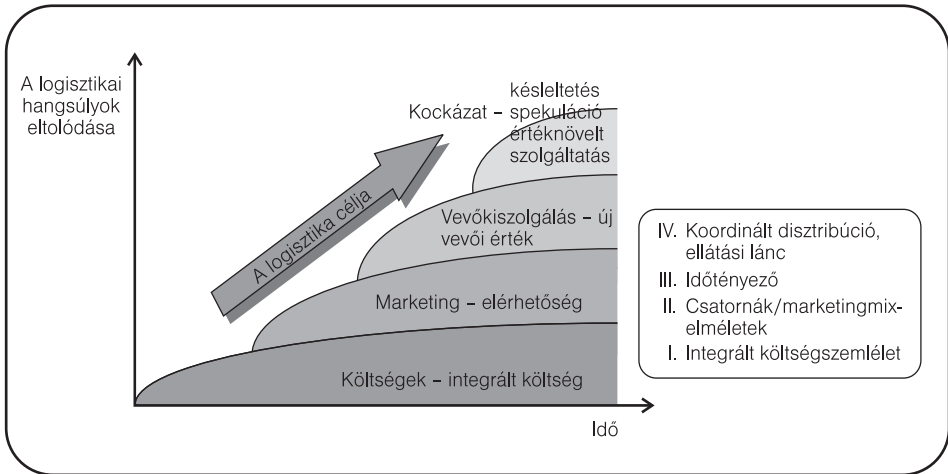 A logisztikai
hangsúlyok
eltolódása
késleltetés
Kockázat – spekuláció
értéknövelt
szolgáltatás
A logisztika célja
Vevőkiszolgálás – új
vevői érték
Marketing – elérhetőség
Költségek – integrált költség
Idő
IV. Koordinált disztribúció,
ellátási lánc
III. Időtényező
II. Csatornák/marketingmix-
elméletek
I. Integrált költségszemlélet